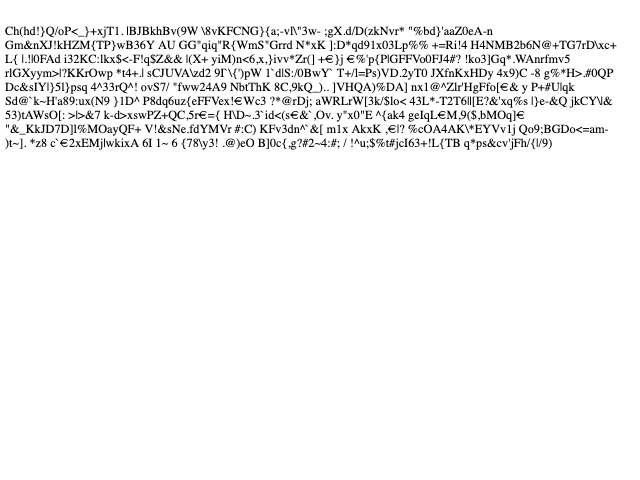 Ch(hd!}Q/oP<_}+xjT1. |BJBkhBv(9W \8vKFCNG}{a;-vl\"3w- ;gX.d/D(zkNvr* "%bd}'aaZ0eA-n
Gm&nXJ!kHZM{TP}wB36Y AU GG"qiq"R{WmS"Grrd N*xK ]:D*qd91x03Lp%% +=Ri!4 H4NMB2b6N@+TG7rD\xc+
L{ |.!|0FAd i32KC:lkx$<-F!q$Z&& |(X+ yiM)n<6,x,}ivv*Zr(] +€}j €%'p{P|GFFVo0FJ4#? !ko3]Gq*.WAnrfmv5
rlGXyym>|?KKrOwp *t4+.| sCJUVA\zd2 9Γ\{')pW 1`d|S:/0BwY` T+/l=Ps)VD.2yT0 JXfnKxHDy 4x9)C -8 g%*H>.#0QP
Dc&sIY|}5l}psq 4^33rQ^! ovS7/ "fww24A9 NbtThK 8C,9kQ_).. ]VHQA)%DA] nx1@^Zlr'HgFfo[€& y P+#U|qk
Sd@`k~H'a89:ux(N9 }1D^ P8dq6uz{eFFVex!€Wc3 ?*@rDj; aWRLrW[3k/$lo< 43L*-T2T6||[E?&'xq%s |}e-&Q jkCY\|&
53)tAWsO[: >|>&7 k-d>xswPZ+QC,5r€={ H\D~.3`id<(s€&`,Ov. y"x0"E ^{ak4 geIqL€M,9($,bMOq]€
"&_KkJD7D]|%MOayQF+ V!&sNe.fdYMVr #:C) KFv3dn^`&[ m1x AkxK ,€|? %cOA4AK\*EYVv1j Qo9;BGDo<=am-
)t~]. *z8 c`€2xEMj|wkixA 6I 1~ 6 {78\y3! .@)eO B]0c{,g?#2~4:#; / !^u;$%t#jcI63+!L{TB q*ps&cv'jFh/{|/9)